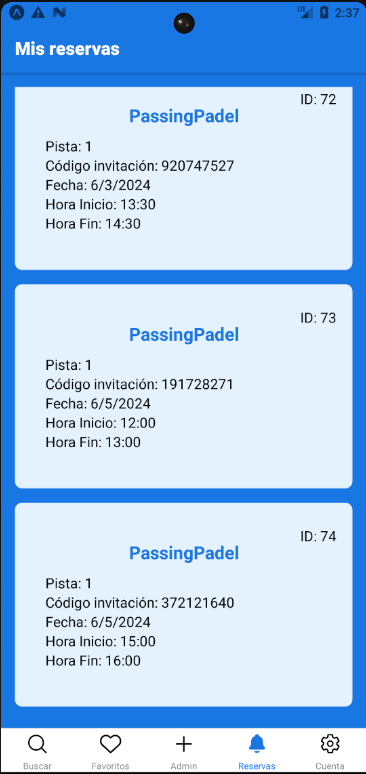 LTE 2:37
Mis reservas
ID: 72
PassingPadel
Pista: 1
Código invitación: 920747527
Fecha: 6/3/2024
Hora Inicio: 13:30
Hora Fin: 14:30
ID: 73
PassingPadel
Pista: 1
Código invitación: 191728271
Fecha: 6/5/2024
Hora Inicio: 12:00
Hora Fin: 13:00
ID: 74
PassingPadel
Pista: 1
Código invitación: 372121640
Fecha: 6/5/2024
Hora Inicio: 15:00
Hora Fin: 16:00
Buscar Favoritos Admin Reservas Cuenta